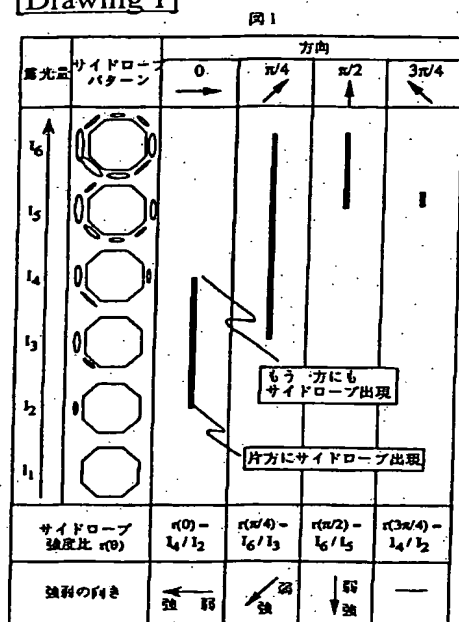 [Drawing 1]
図1
露光量 サイドローブパターン 方向
0 π/4 π/2 3π/4
I₆
I₅
I₄
I₃
I₂
I₁
もう一方にも
サイドローブ出現
片方にサイドローブ出現
サイドローブ
強度比 r(θ)
r(0) = I₄/I₂
r(π/4) = I₆/I₃
r(π/2) = I₆/I₅
r(3π/4) = I₄/I₂
強弱の向き
強 弱
強 弱
弱 強
—